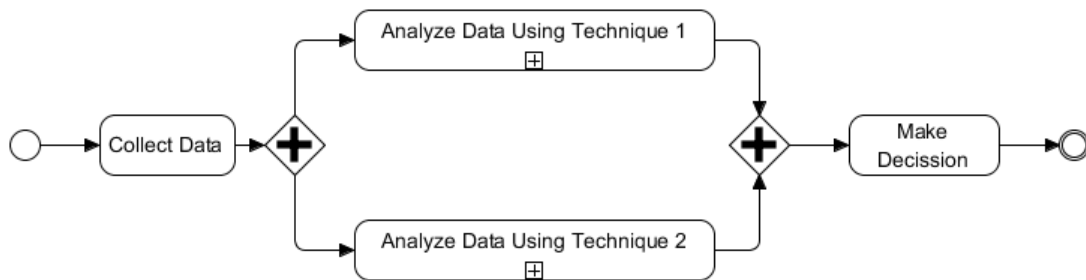 Analyze Data Using Technique 1
Collect Data
Make
Decission
Analyze Data Using Technique 2